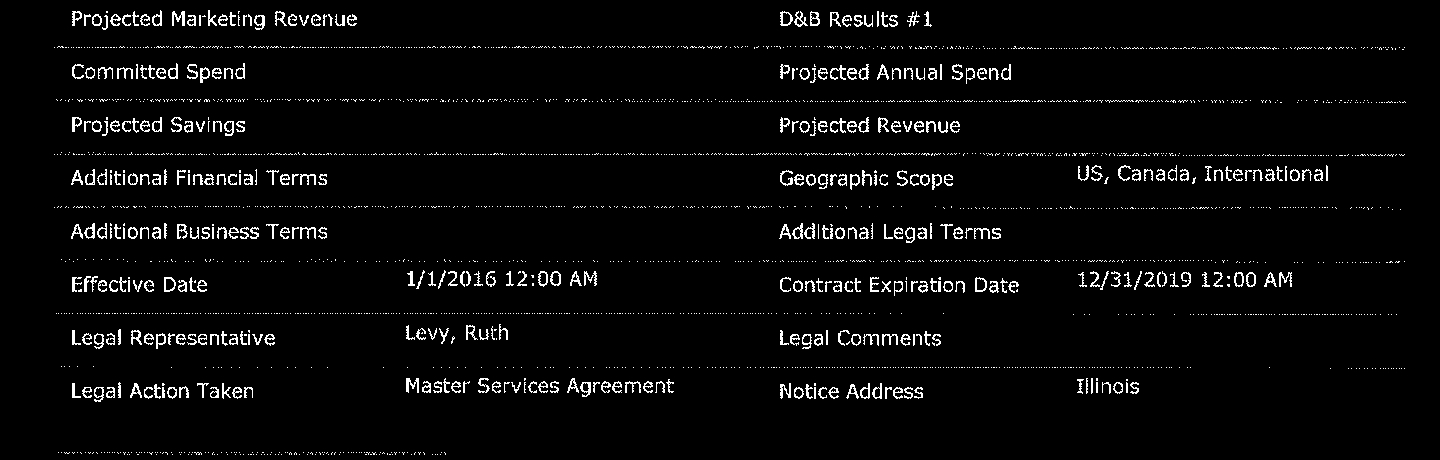 Projected Marketing Revenue D&B Results #1
Committed Spend Projected Annual Spend
Projected Savings Projected Revenue
Additional Financial Terms Geographic Scope US, Canada, International
Additional Business Terms Additional Legal Terms
Effective Date 1/1/2016 12:00 AM Contract Expiration Date 12/31/2019 12:00 AM
Legal Representative Levy, Ruth Legal Comments
Legal Action Taken Master Services Agreement Notice Address Illinois